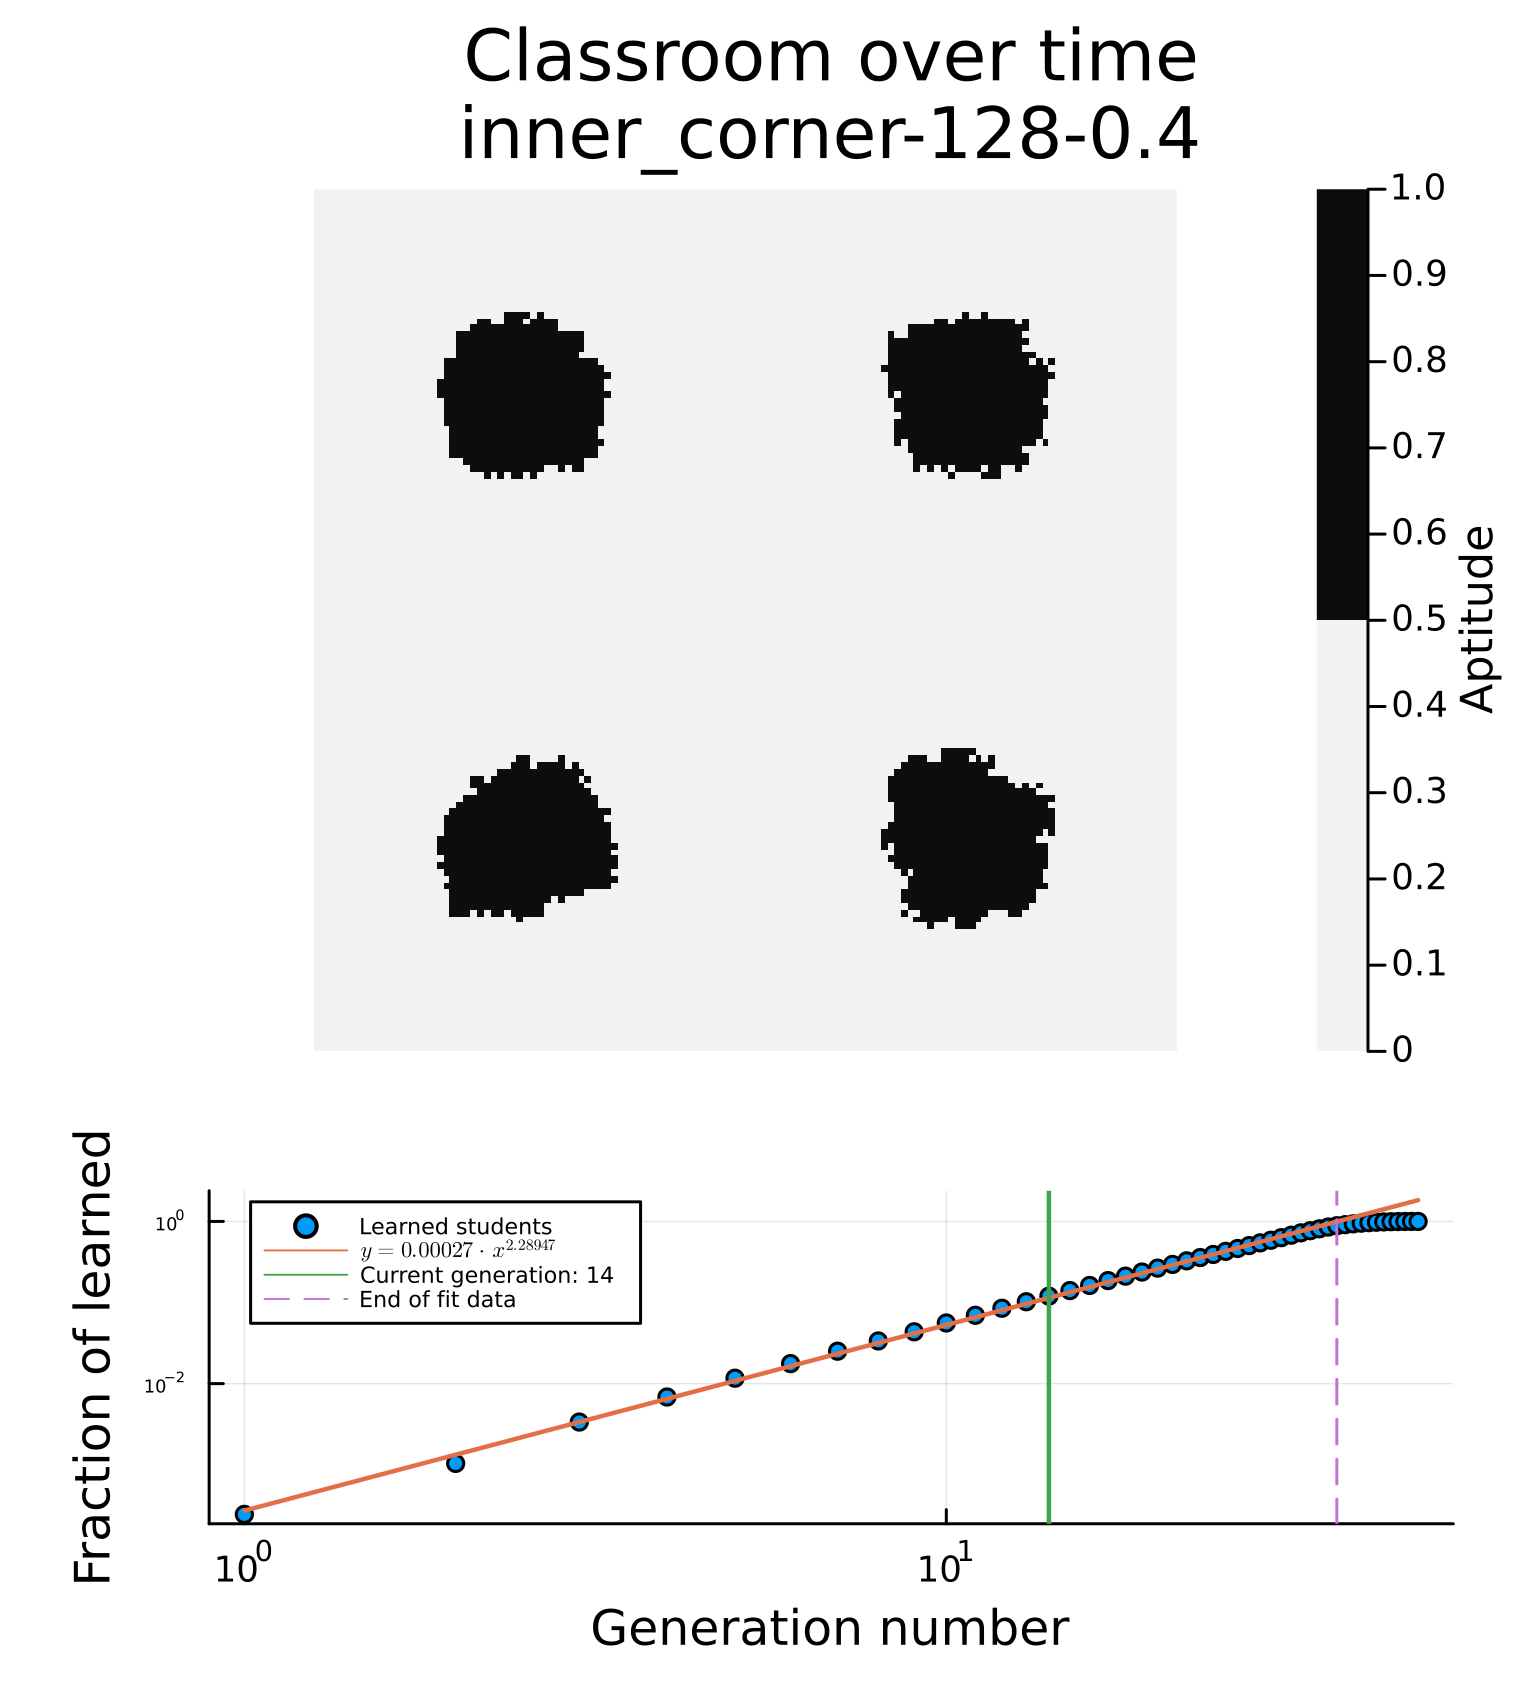 Classroom over time
inner_corner-128-0.4
1.0
0.9
0.8
0.7
0.6
0.5
0.4
0.3
0.2
0.1
0
Aptitude
Fraction of learned
10^0
10^-2
Learned students
y = 0.00027 · x^2.28947
Current generation: 14
End of fit data
10^0
10^1
Generation number